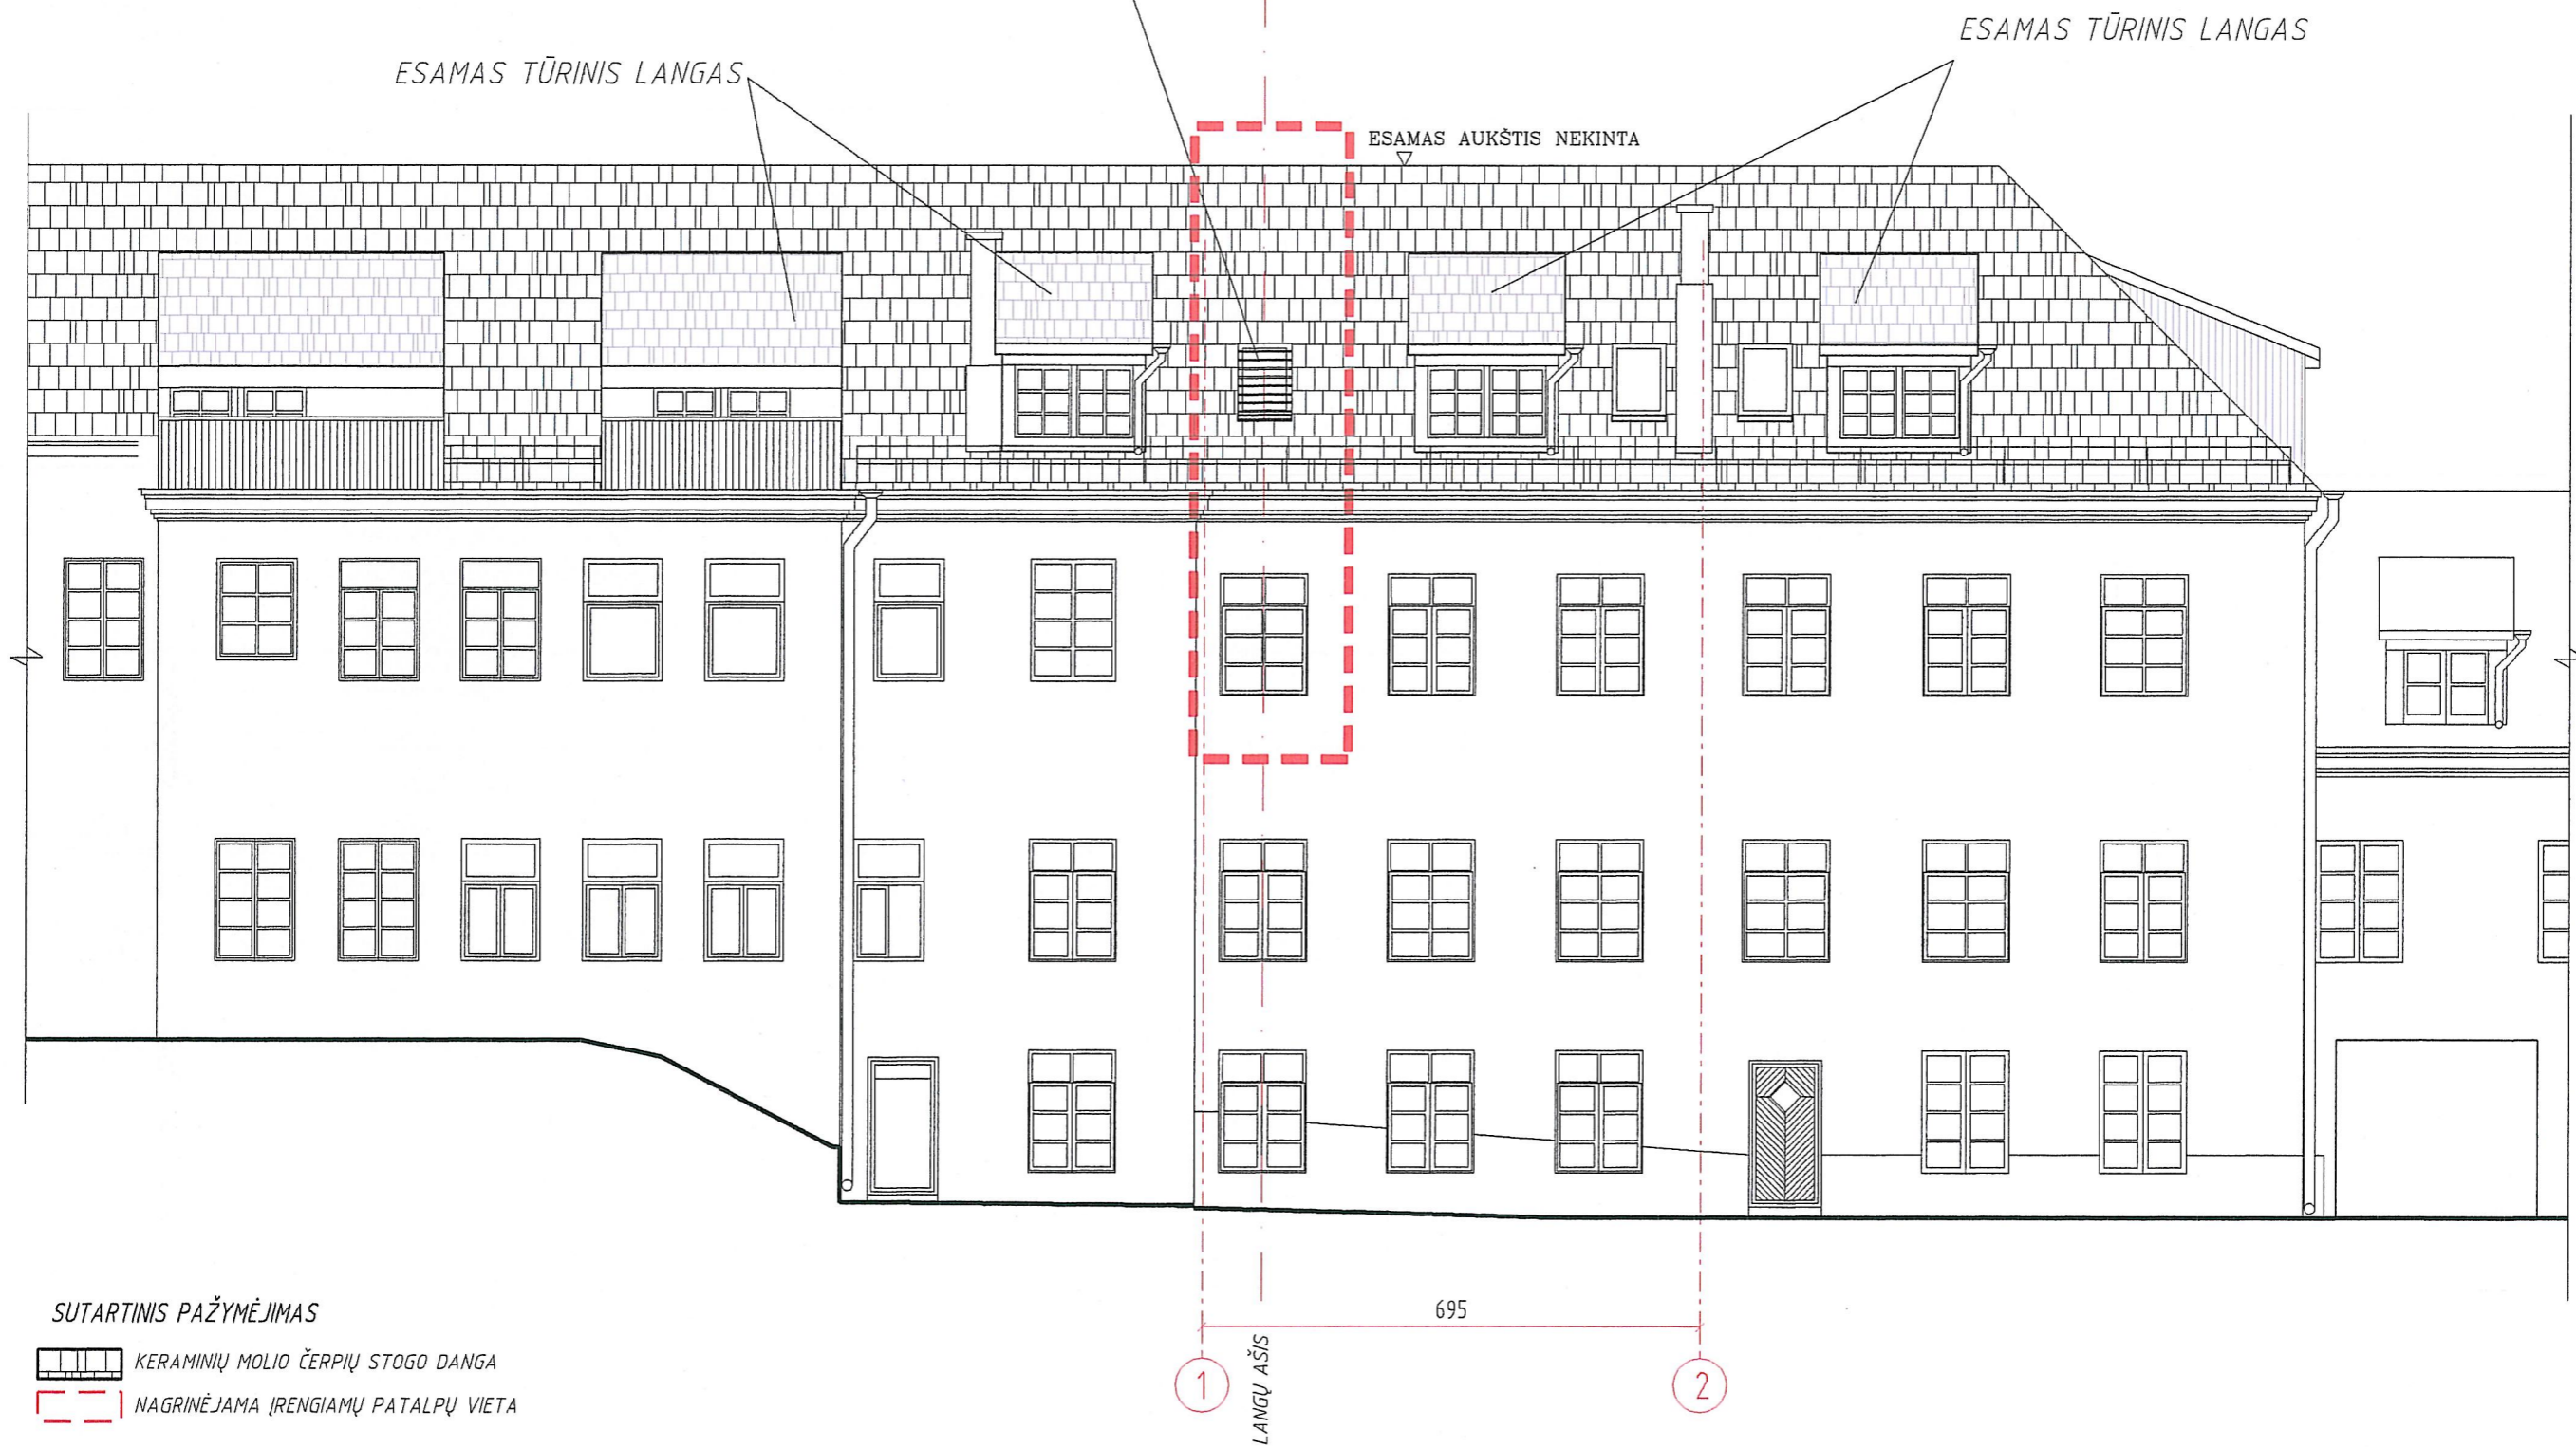 ESAMAS TŪRINIS LANGAS
ESAMAS TŪRINIS LANGAS
ESAMAS AUKŠTIS NEKINTA
695
1
LANGŲ AŠIS
2
SUTARTINIS PAŽYMĖJIMAS
KERAMINIŲ MOLIO ČERPIŲ STOGO DANGA
NAGRINĖJAMA ĮRENGIAMŲ PATALPŲ VIETA